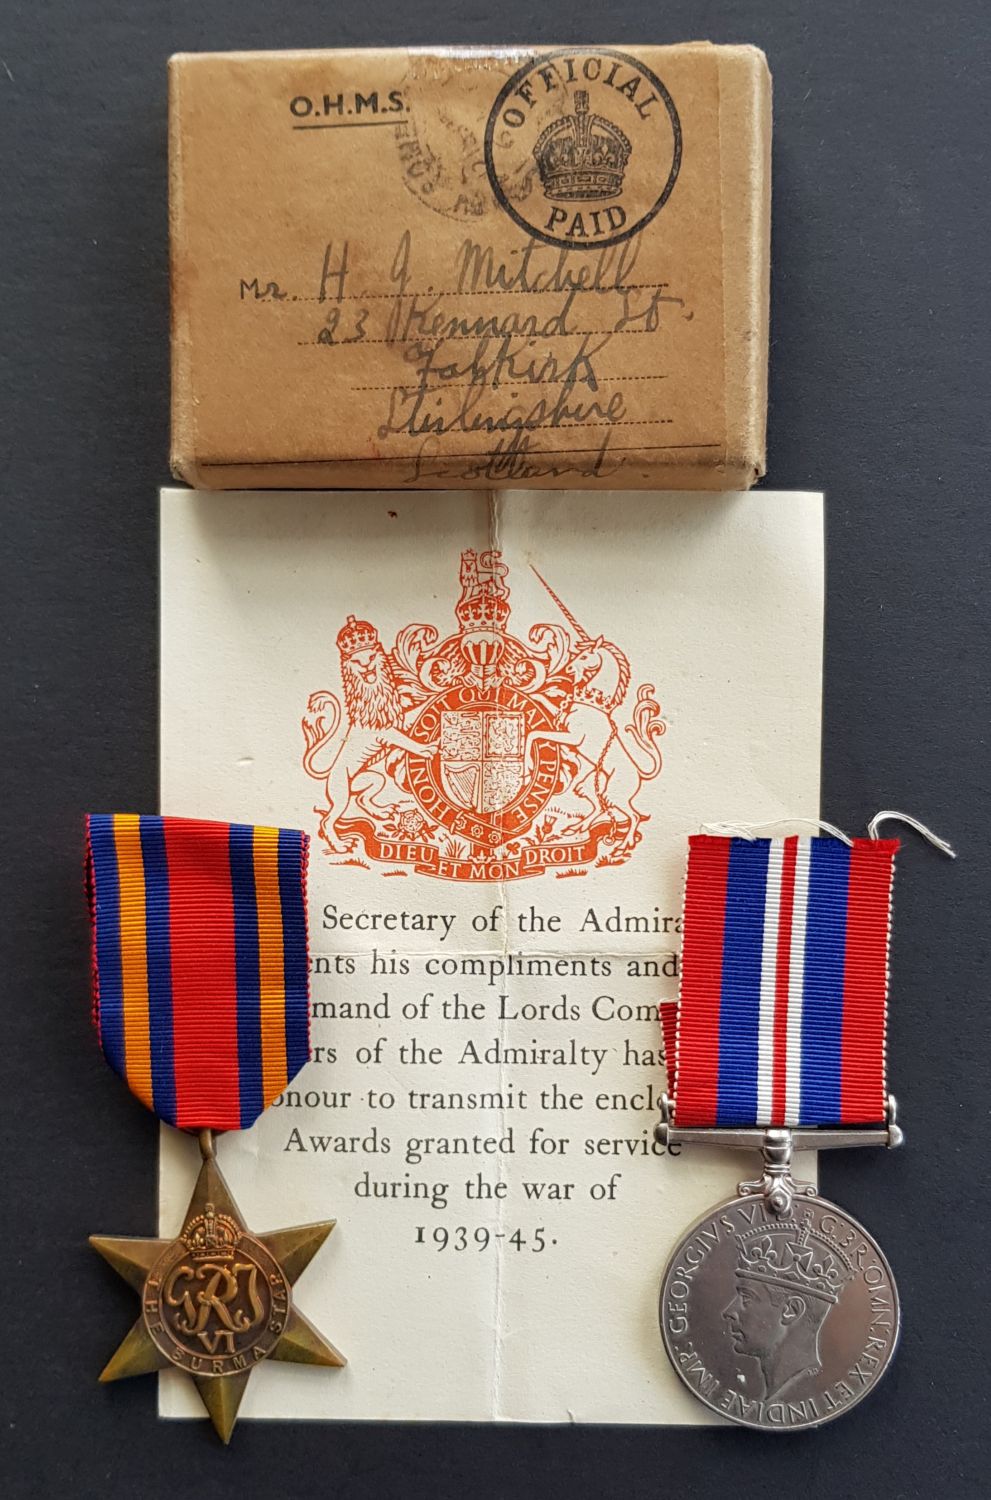 O.H.M.S.
OFFICIAL
PAID
Mr. H. J. Mitchell
23 Kennard St.
Falkirk
Stirlingshire
Scotland.
HONI SOIT QUI MAL Y PENSE
DIEU ET MON DROIT
Secretary of the Admira
ents his compliments and
mand of the Lords Com
ers of the Admiralty has
onour to transmit the enclo
Awards granted for service
during the war of
1939-45.
GRI
VI
THE BURMA STAR
GEORGIVS VI D:G:BR:OMN:REX ET INDIAE IMP: